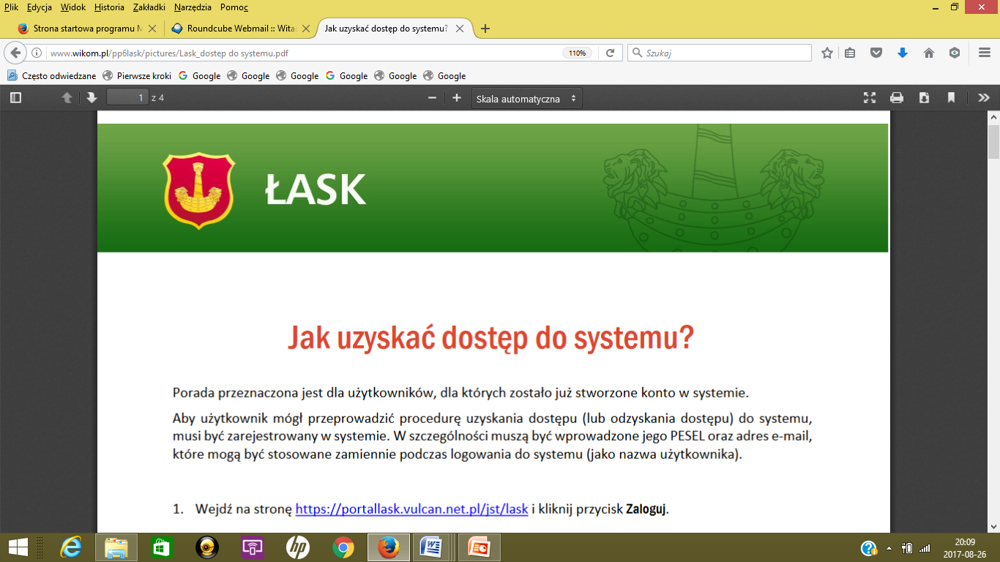 Plik Edycja Widok Historia Zakładki Narzędzia Pomoc
Strona startowa programu M
Roundcube Webmail :: Wita
Jak uzyskać dostęp do systemu?
www.wikom.pl/pp6lask/pictures/Lask_dostep do systemu.pdf
110%
Szukaj
Często odwiedzane Pierwsze kroki Google Google Google Google Google Google
1 z 4
Skala automatyczna
ŁASK
Jak uzyskać dostęp do systemu?
Porada przeznaczona jest dla użytkowników, dla których zostało już stworzone konto w systemie.
Aby użytkownik mógł przeprowadzić procedurę uzyskania dostępu (lub odzyskania dostępu) do systemu,
musi być zarejestrowany w systemie. W szczególności muszą być wprowadzone jego PESEL oraz adres e-mail,
które mogą być stosowane zamiennie podczas logowania do systemu (jako nazwa użytkownika).
1. Wejdź na stronę https://portallask.vulcan.net.pl/jst/lask i kliknij przycisk Zaloguj.
hp
20:09
2017-08-26